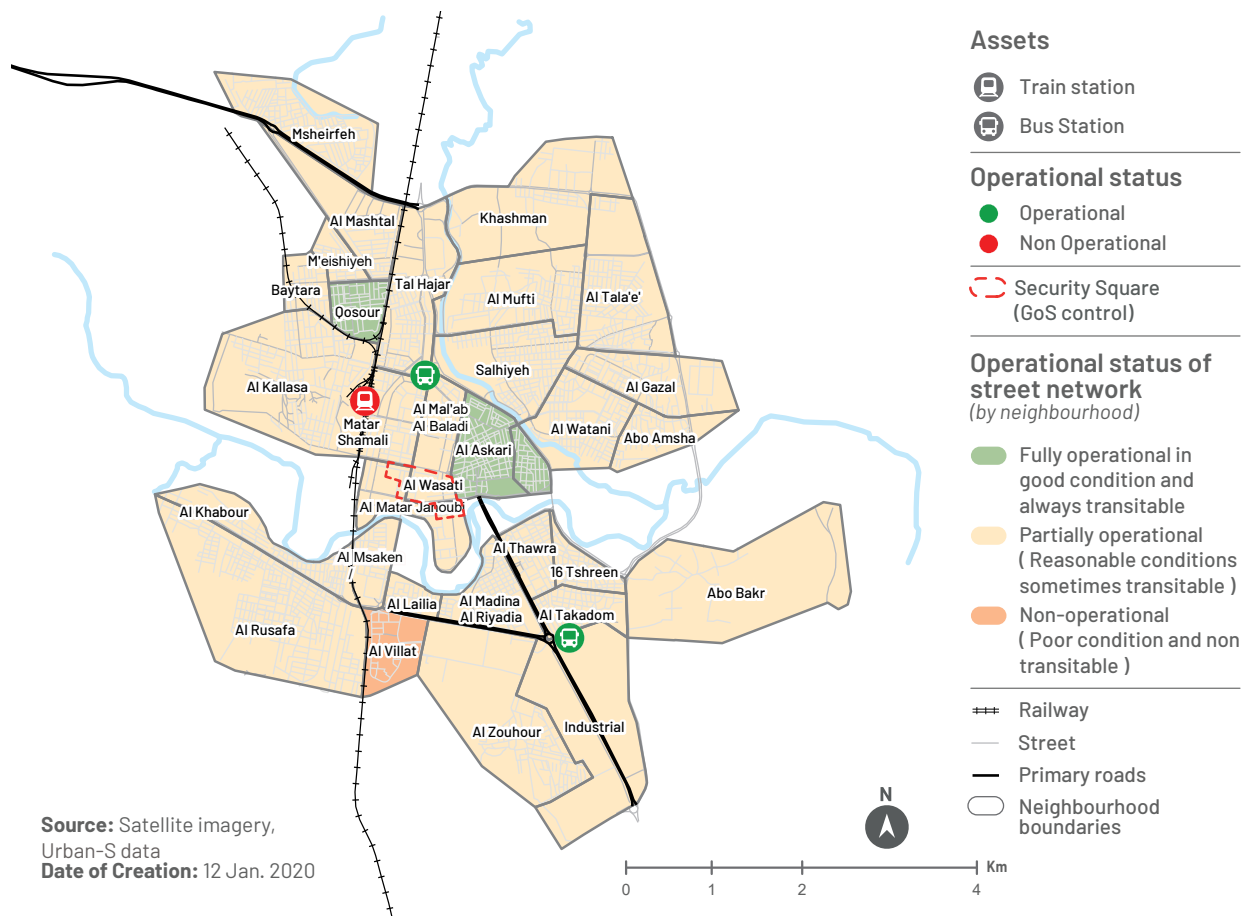 Msheirfeh
Al Mashtal
Khashman
M'eishiyeh
Baytara
Tal Hajar
Al Mufti
Al Tala'e'
Qosour
Salhiyeh
Al Kallasa
Al Gazal
Al Mal'ab
Al Baladi
Matar
Shamali
Al Watani
Abo Amsha
Al Askari
Al Wasati
Al Matar Janoubi
Al Khabour
Al Msaken
Al Thawra
16 Tshreen
Abo Bakr
Al Lailia
Al Madina
Al Riyadia
Al Takadom
Al Rusafa
Al Villat
Al Zouhour
Industrial
Source: Satellite imagery,
Urban-S data
Date of Creation: 12 Jan. 2020
N
Km
0 1 2 4
Assets
Train station
Bus Station
Operational status
Operational
Non Operational
Security Square
(GoS control)
Operational status of
street network
(by neighbourhood)
Fully operational in
good condition and
always transitable
Partially operational
( Reasonable conditions
sometimes transitable )
Non-operational
( Poor condition and non
transitable )
Railway
Street
Primary roads
Neighbourhood
boundaries